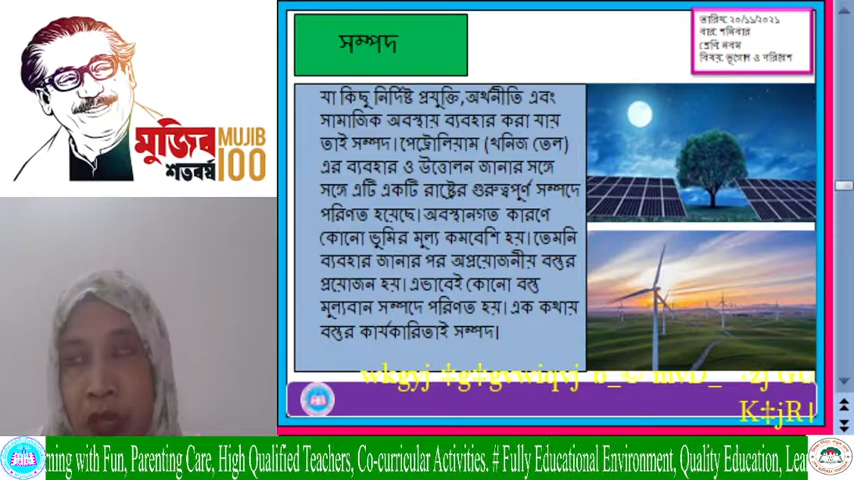 সম্পদ
তারিখ: ২০/১১/২০২১
বার: শনিবার
শ্রেণি নবম
বিষয়: ভূগোল ও পরিবেশ
যা কিছু নির্দিষ্ট প্রযুক্তি,অর্থনীতি এবং
সামাজিক অবস্থায় ব্যবহার করা যায়
তাই সম্পদ। পেট্রোলিয়াম (খনিজ তেল)
এর ব্যবহার ও উত্তোলন জানার সঙ্গে
সঙ্গে এটি একটি রাষ্ট্রের গুরুত্বপূর্ণ সম্পদে
পরিণত হয়েছে। অবস্থানগত কারণে
কোনো ভূমির মূল্য কমবেশি হয়। তেমনি
ব্যবহার জানার পর অপ্রয়োজনীয় বস্তুর
প্রয়োজন হয়। এভাবেই কোনো বস্তু
মূল্যবান সম্পদে পরিণত হয়। এক কথায়
বস্তুর কার্যকারিতাই সম্পদ।
মুজিব MUJIB
শতবর্ষ 100
K‡jR।
ning with Fun, Parenting Care, High Qualified Teachers, Co-curricular Activities. # Fully Educational Environment, Quality Education, Lea